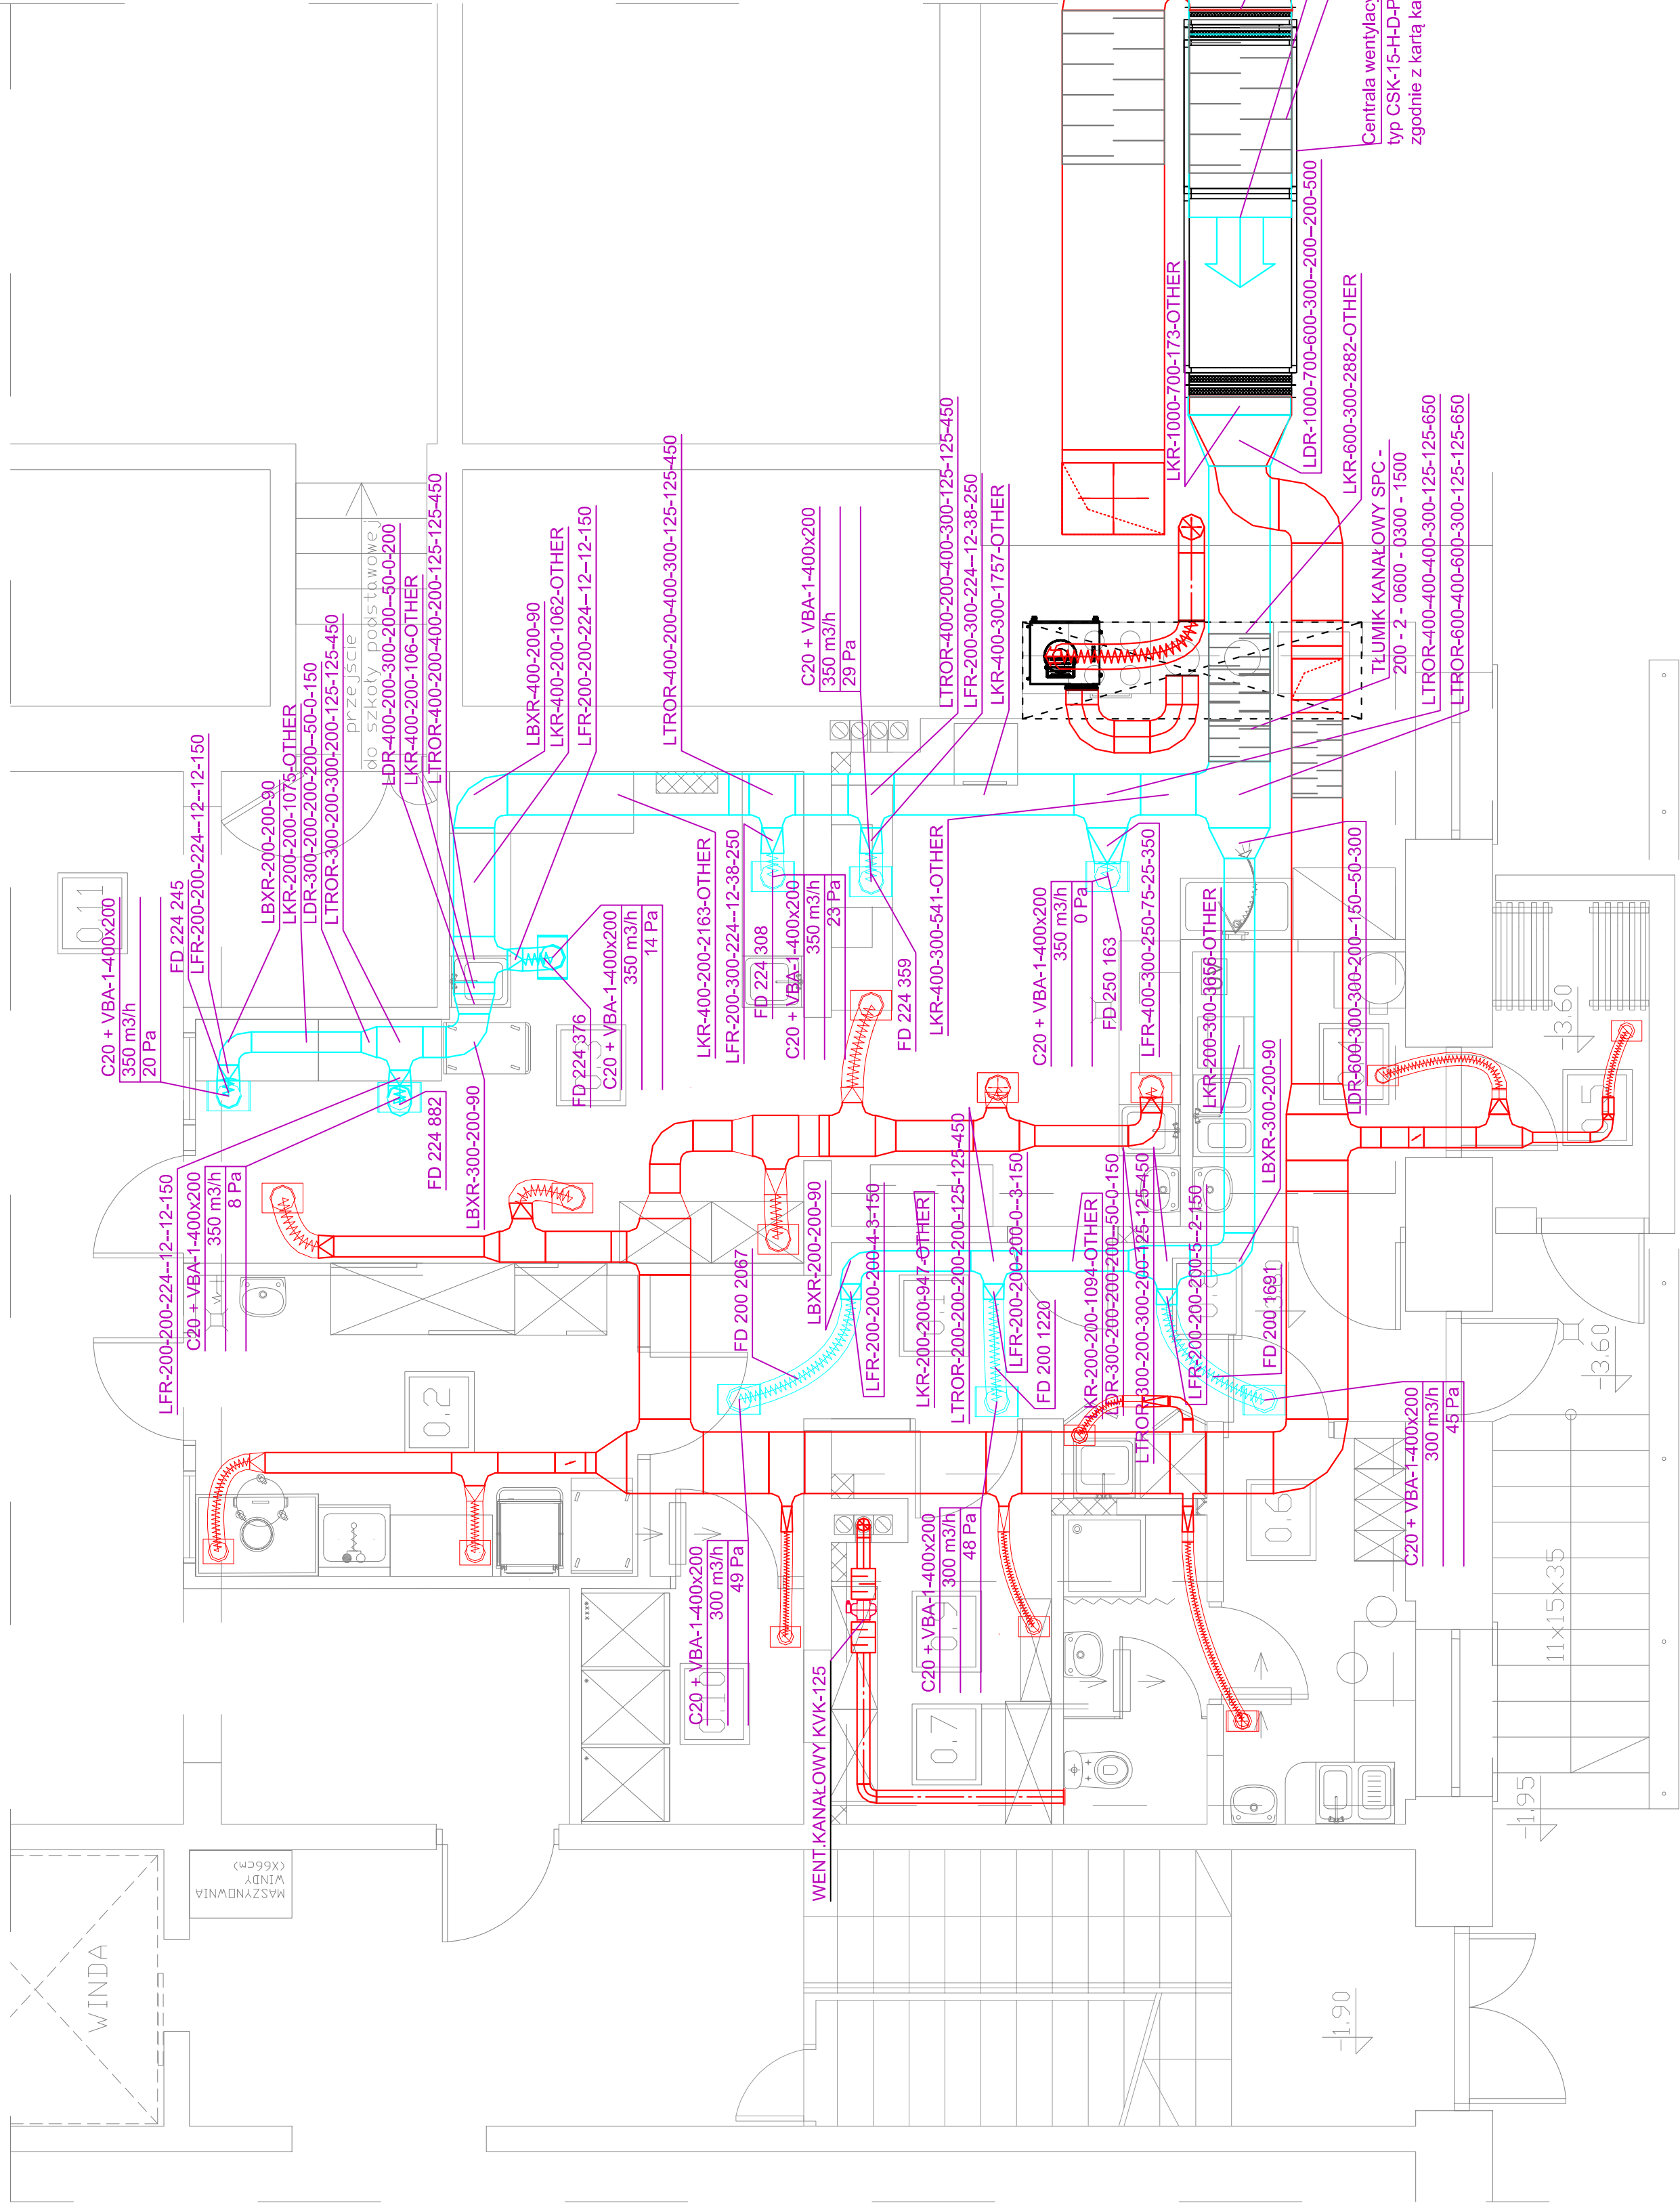 Centrala wentylacy
typ CSK-15-H-D-P
zgodnie z kartą ka
0.11
C20 + VBA-1-400x200
350 m3/h
20 Pa
FD 224 245
LFR-200-200-224--12--12-150
LBXR-200-200-90
LKR-200-200-1075-OTHER
LDR-300-200-200-200--50-0-150
LTROR-300-200-300-200-125-125-450
przejście
do szkoły podstawowej
LDR-400-200-300-200--50-0-200
LKR-400-200-106-OTHER
LTROR-400-200-400-200-125-125-450
LBXR-400-200-90
LKR-400-200-1062-OTHER
LFR-200-200-224--12--12-150
LTROR-400-200-400-300-125-125-450
C20 + VBA-1-400x200
350 m3/h
29 Pa
LTROR-400-200-400-300-125-125-450
LFR-200-300-224--12-38-250
LKR-400-300-1757-OTHER
LKR-1000-700-173-OTHER
LDR-1000-700-600-300--200--200-500
LKR-600-300-2882-OTHER
TŁUMIK KANAŁOWY SPC -
200 - 2 - 0600 - 0300 - 1500
LTROR-400-400-400-300-125-125-650
LTROR-600-400-600-300-125-125-650
LFR-200-200-224--12--12-150
C20 + VBA-1-400x200
350 m3/h
8 Pa
FD 224 882
LBXR-300-200-90
FD 224 376
C20 + VBA-1-400x200
350 m3/h
14 Pa
LKR-400-200-2163-OTHER
LFR-200-300-224--12-38-250
FD 224 308
C20 + VBA-1-400x200
350 m3/h
23 Pa
FD 224 359
LKR-400-300-541-OTHER
C20 + VBA-1-400x200
350 m3/h
0 Pa
FD 250 163
LFR-400-300-250-75-25-350
LKR-200-300-3656-OTHER
LBXR-300-200-90
LDR-600-300-300-200--150--50-300
-3.60
0.2
FD 200 2067
LBXR-200-200-90
LFR-200-200-200-4-3-150
LKR-200-200-947-OTHER
LTROR-200-200-200-200-125-125-450
LFR-200-200-200-0-3-150
FD 200 1220
LKR-200-200-1094-OTHER
LDR-300-200-200-200--50-0-150
LTROR-300-200-300-200-125-125-450
LFR-200-200-200-5--2-150
FD 200 1691
C20 + VBA-1-400x200
300 m3/h
45 Pa
-3.60
C20 + VBA-1-400x200
300 m3/h
49 Pa
WENT.KANAŁOWY KVK-125
C20 + VBA-1-400x200
300 m3/h
48 Pa
0.7
0.6
11x15x35
-1.95
-1.90
MASZYNOWNIA
WINDY
(X66cm)
WINDA